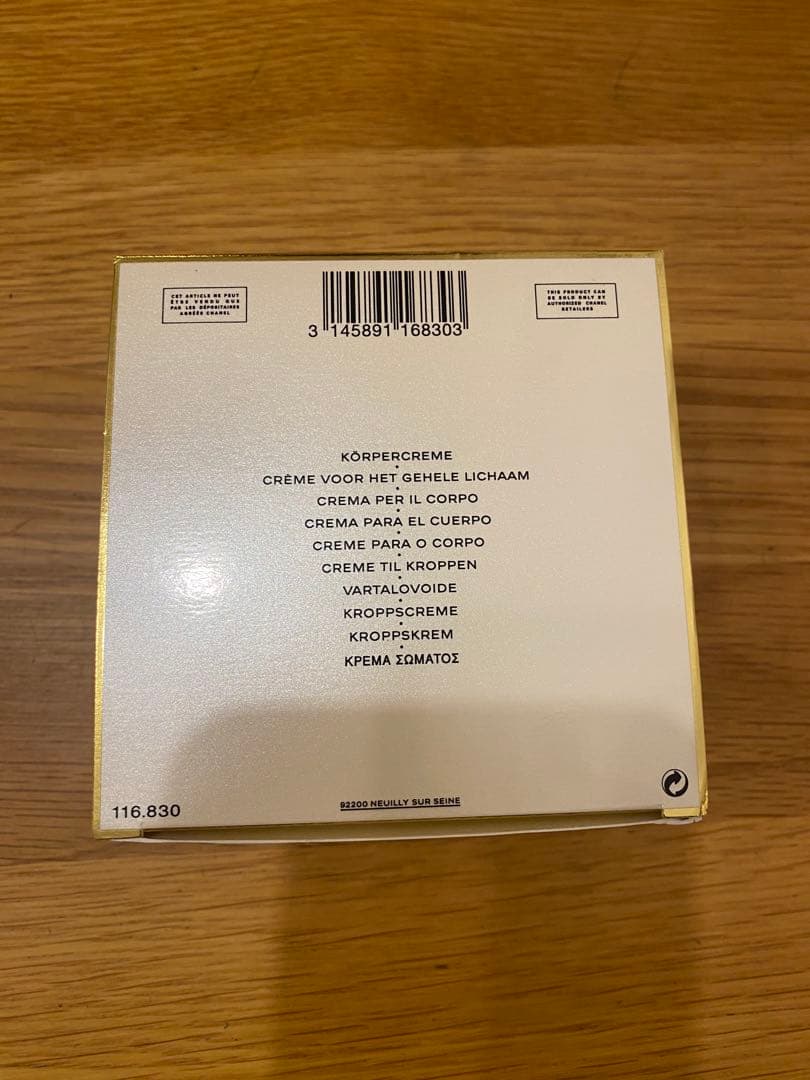 CET ARTICLE NE PEUT
ÊTRE VENDU QUE
PAR LES DÉPOSITAIRES
AGRÉÉS CHANEL
3 145891 168303
THIS PRODUCT CAN
BE SOLD ONLY BY
AUTHORIZED CHANEL
RETAILERS
KÖRPERCREME
•
CRÈME VOOR HET GEHELE LICHAAM
•
CREMA PER IL CORPO
•
CREMA PARA EL CUERPO
•
CREME PARA O CORPO
•
CREME TIL KROPPEN
•
VARTALOVOIDE
•
KROPPSCREME
•
KROPPSKREM
•
ΚΡΕΜΑ ΣΩΜΑΤΟΣ
116.830
92200 NEUILLY SUR SEINE